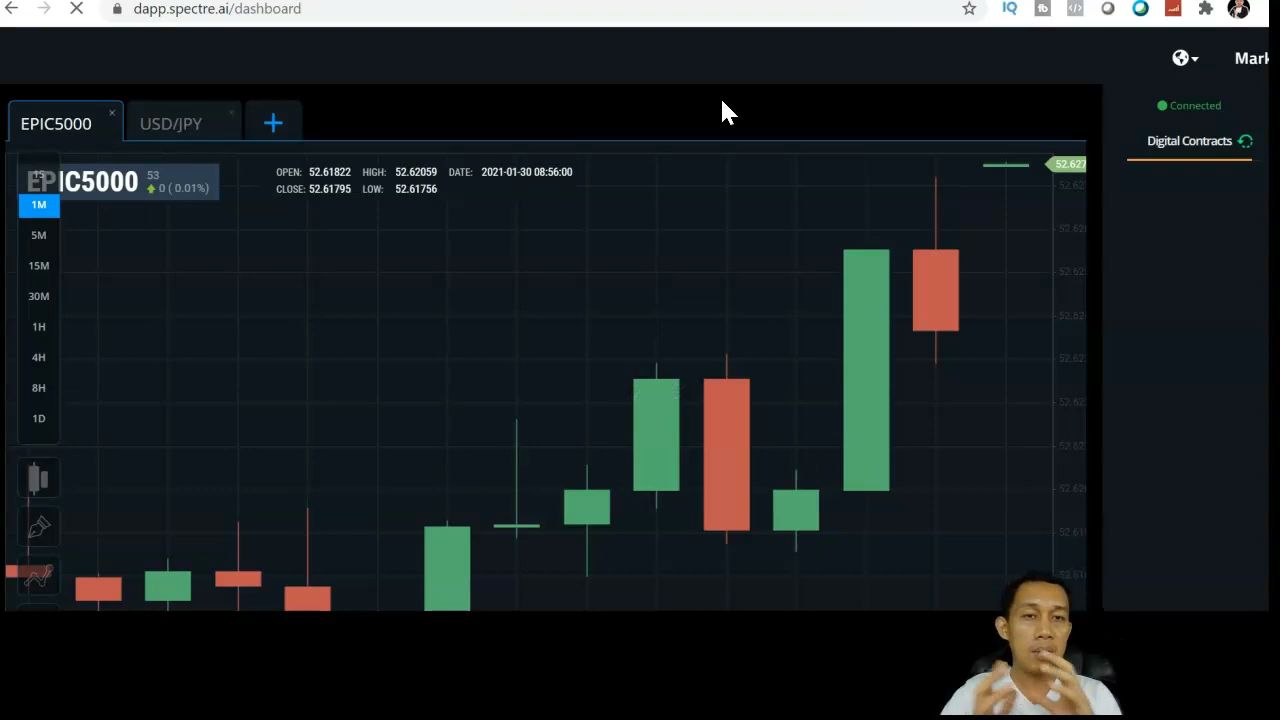 dapp.spectre.ai/dashboard
IQ
fb
</>
Mark
EPIC5000
USD/JPY
Connected
Digital Contracts
EPIC5000
53
0 ( 0.01%)
OPEN: 52.61822 HIGH: 52.62059 DATE: 2021-01-30 08:56:00
CLOSE: 52.61795 LOW: 52.61756
52.627
1M
5M
15M
30M
1H
4H
8H
1D